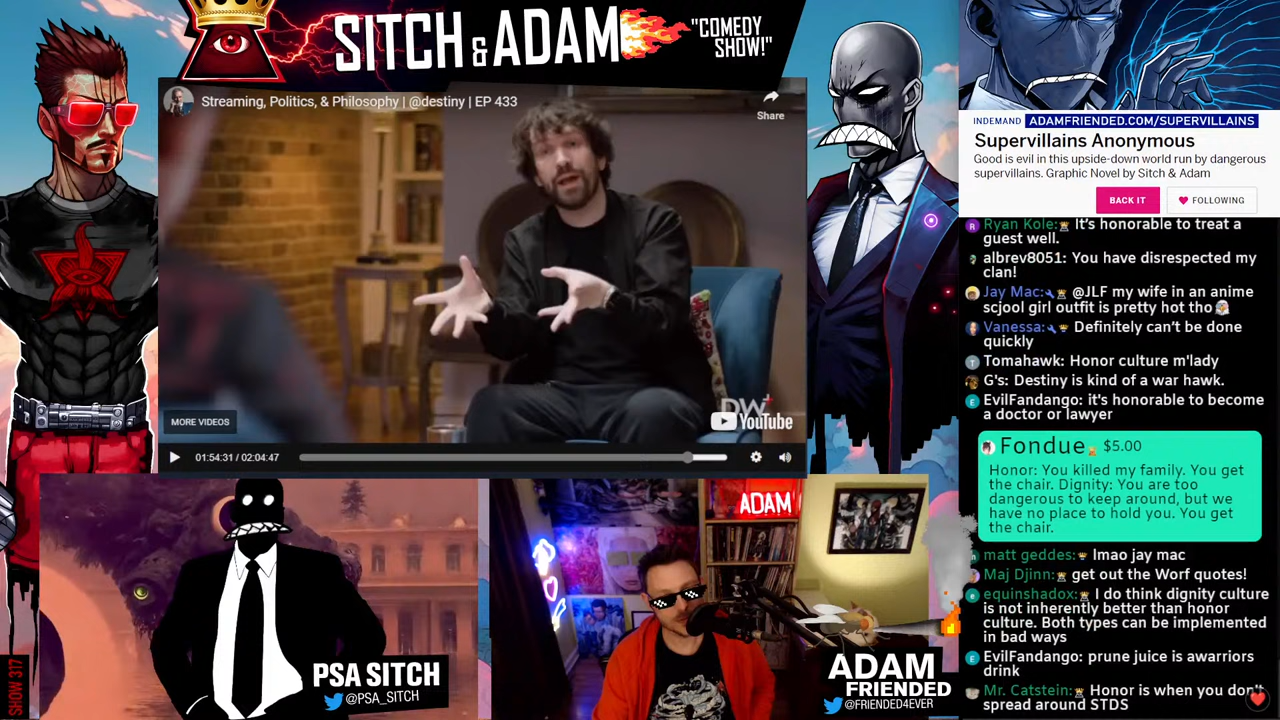 SITCH & ADAM
"COMEDY
SHOW!"
Streaming, Politics, & Philosophy | @destiny | EP 433
Share
MORE VIDEOS
DW+
YouTube
01:54:31 / 02:04:47
INDEMAND ADAMFRIENDED.COM/SUPERVILLAINS
Supervillains Anonymous
Good is evil in this upside-down world run by dangerous
supervillains. Graphic Novel by Sitch & Adam
BACK IT
FOLLOWING
R Ryan Kole: It's honorable to treat a
guest well.
albrev8051: You have disrespected my
clan!
Jay Mac: @JLF my wife in an anime
scjool girl outfit is pretty hot tho
Vanessa: Definitely can't be done
quickly
T Tomahawk: Honor culture m'lady
G's: Destiny is kind of a war hawk.
E EvilFandango: it's honorable to become
a doctor or lawyer
Fondue $5.00
Honor: You killed my family. You get
the chair. Dignity: You are too
dangerous to keep around, but we
have no place to hold you. You get
the chair.
matt geddes: lmao jay mac
Maj Djinn: get out the Worf quotes!
e equinshadox: I do think dignity culture
is not inherently better than honor
culture. Both types can be implemented
in bad ways
E EvilFandango: prune juice is awarriors
drink
Mr. Catstein: Honor is when you don't
spread around STDS
SHOW 317
PSA SITCH
@PSA_SITCH
ADAM
ADAM
FRIENDED
@FRIENDED4EVER